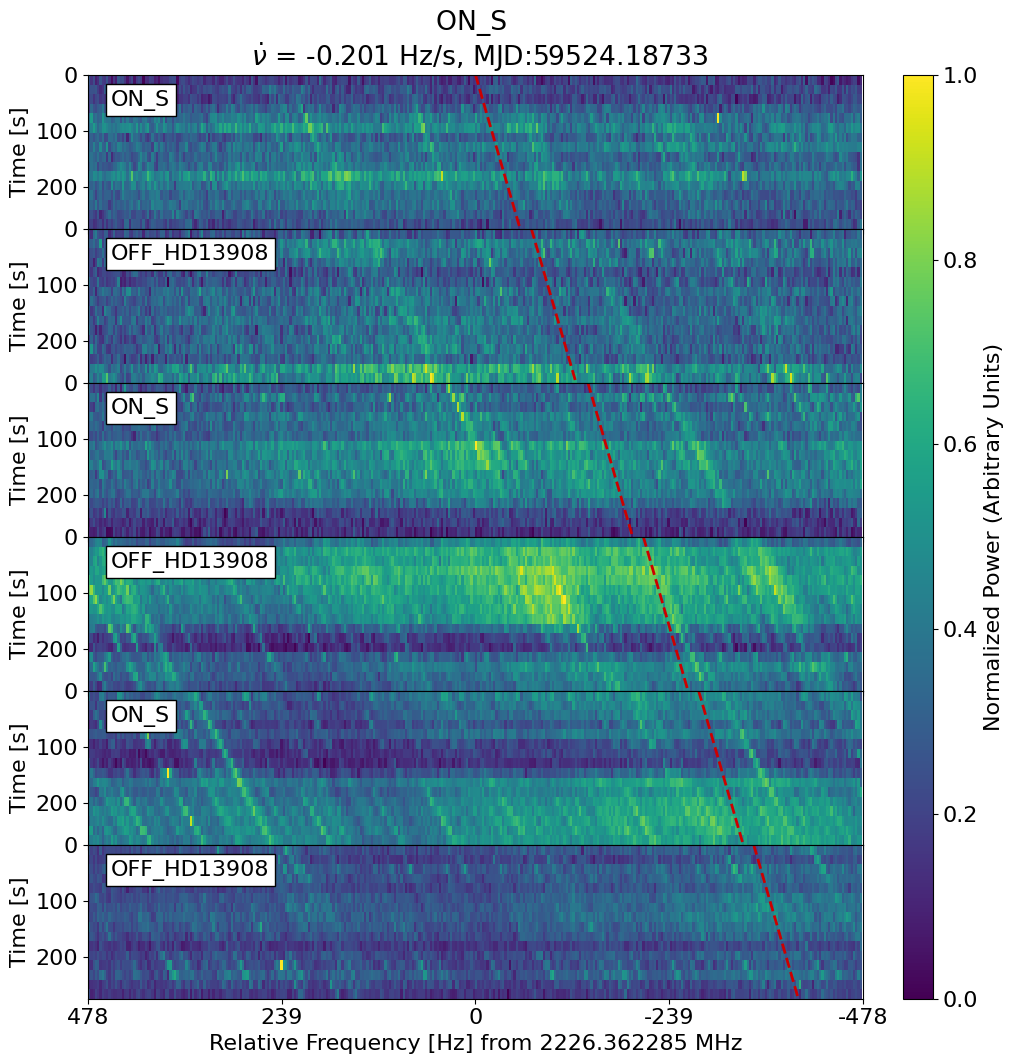 ON_S
ν̇ = -0.201 Hz/s, MJD:59524.18733
0
ON_S
100
200
Time [s]
0
OFF_HD13908
100
200
Time [s]
0
ON_S
100
200
Time [s]
0
OFF_HD13908
100
200
Time [s]
0
ON_S
100
200
Time [s]
0
OFF_HD13908
100
200
Time [s]
478 239 0 -239 -478
Relative Frequency [Hz] from 2226.362285 MHz
1.0
0.8
0.6
0.4
0.2
0.0
Normalized Power (Arbitrary Units)